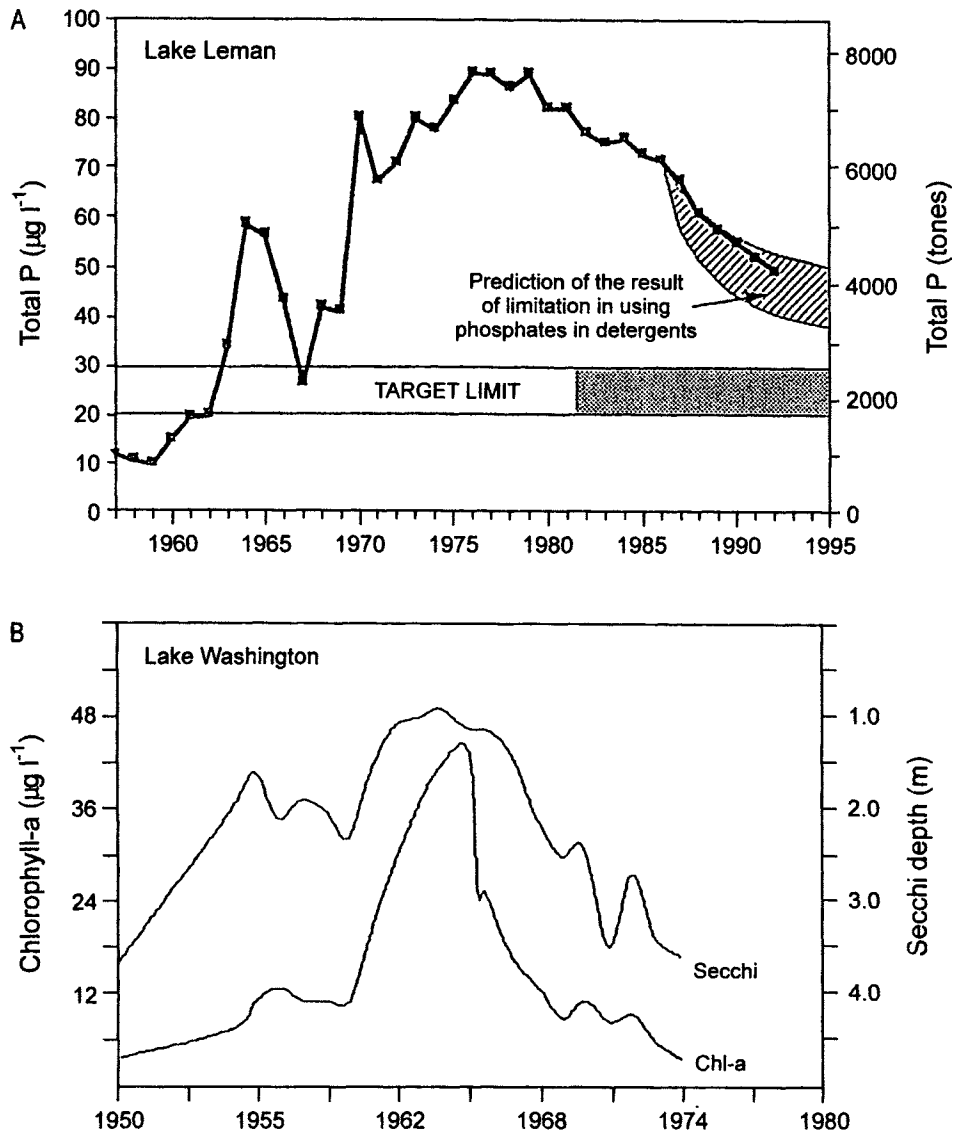 A
Lake Leman
Total P (µg l⁻¹)
100
90
80
70
60
50
40
30
20
10
0
8000
6000
4000
2000
0
Total P (tones)
Prediction of the result
of limitation in using
phosphates in detergents
TARGET LIMIT
1960 1965 1970 1975 1980 1985 1990 1995
B
Lake Washington
Chlorophyll-a (µg l⁻¹)
48
36
24
12
1.0
2.0
3.0
4.0
Secchi depth (m)
Secchi
Chl-a
1950 1955 1962 1968 1974 1980